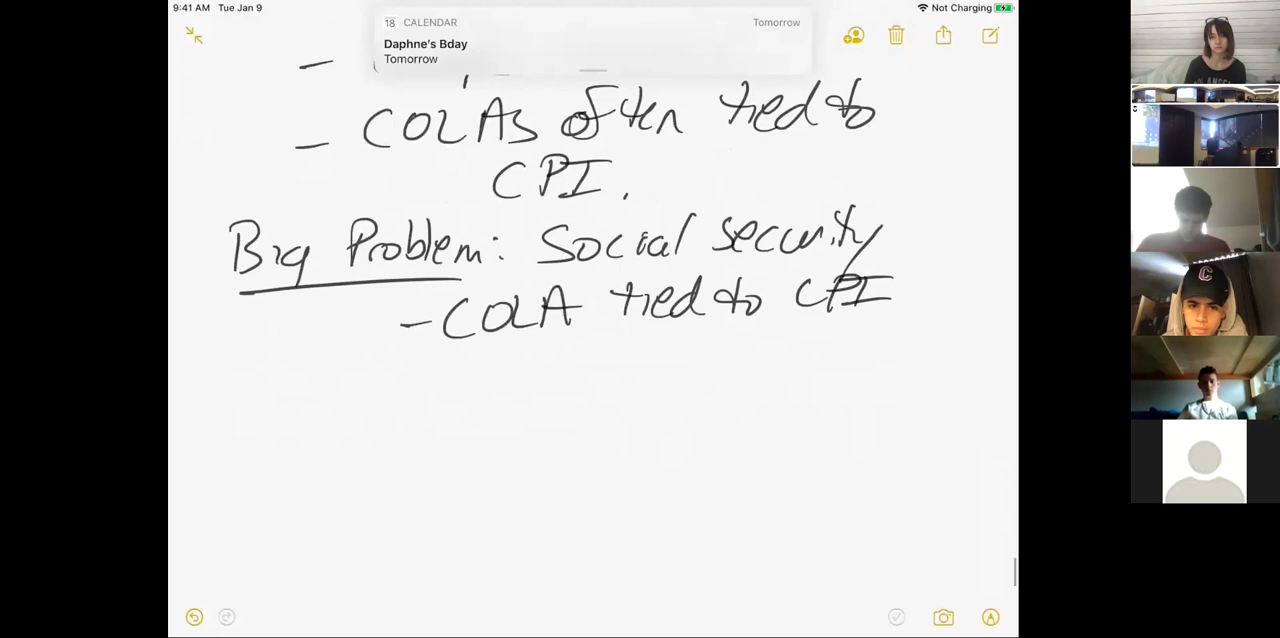 9:41 AM Tue Jan 9
Not Charging
18 CALENDAR
Tomorrow
Daphne's Bday
Tomorrow
- COLAs often tied to
CPI.
Big Problem: Social security
- COLA tied to CPI
C